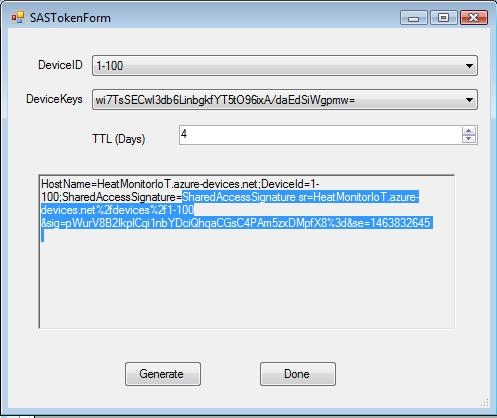 SASTokenForm
DeviceID
1-100
DeviceKeys
wi7TsSECwl3db6LinbgkfYT5tO96ixA/daEdSiWgpmw=
TTL (Days)
4
HostName=HeatMonitorIoT.azure-devices.net;DeviceId=1-
100;SharedAccessSignature=SharedAccessSignature sr=HeatMonitorIoT.azure-
devices.net%2fdevices%2f1-100
&sig=pWurV8B2IkplCqi1nbYDciQhqaCGsC4PAm5zxDMpfX8%3d&se=1463832645
Generate
Done